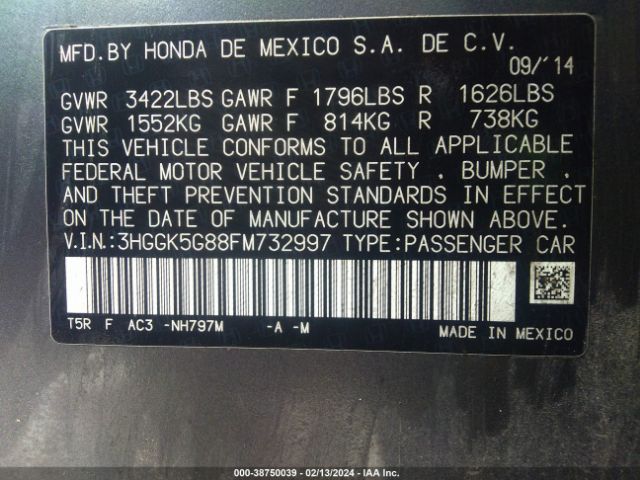 MFD.BY HONDA DE MEXICO S.A. DE C.V.
09/'14
GVWR 3422LBS GAWR F 1796LBS R 1626LBS
GVWR 1552KG GAWR F 814KG R 738KG
THIS VEHICLE CONFORMS TO ALL APPLICABLE
FEDERAL MOTOR VEHICLE SAFETY , BUMPER ,
AND THEFT PREVENTION STANDARDS IN EFFECT
ON THE DATE OF MANUFACTURE SHOWN ABOVE.
V.I.N.:3HGGK5G88FM732997 TYPE:PASSENGER CAR
T5R F AC3 -NH797M -A -M
MADE IN MEXICO
000-38750039 - 02/13/2024 - IAA Inc.